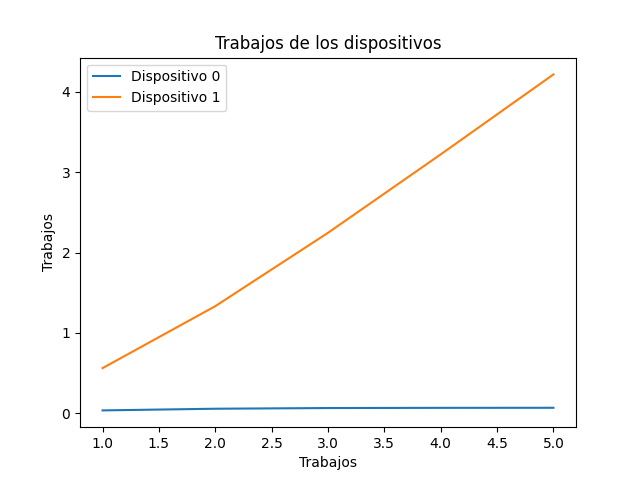 Trabajos de los dispositivos
Dispositivo 0
Dispositivo 1
4
3
2
1
0
Trabajos
1.0 1.5 2.0 2.5 3.0 3.5 4.0 4.5 5.0
Trabajos